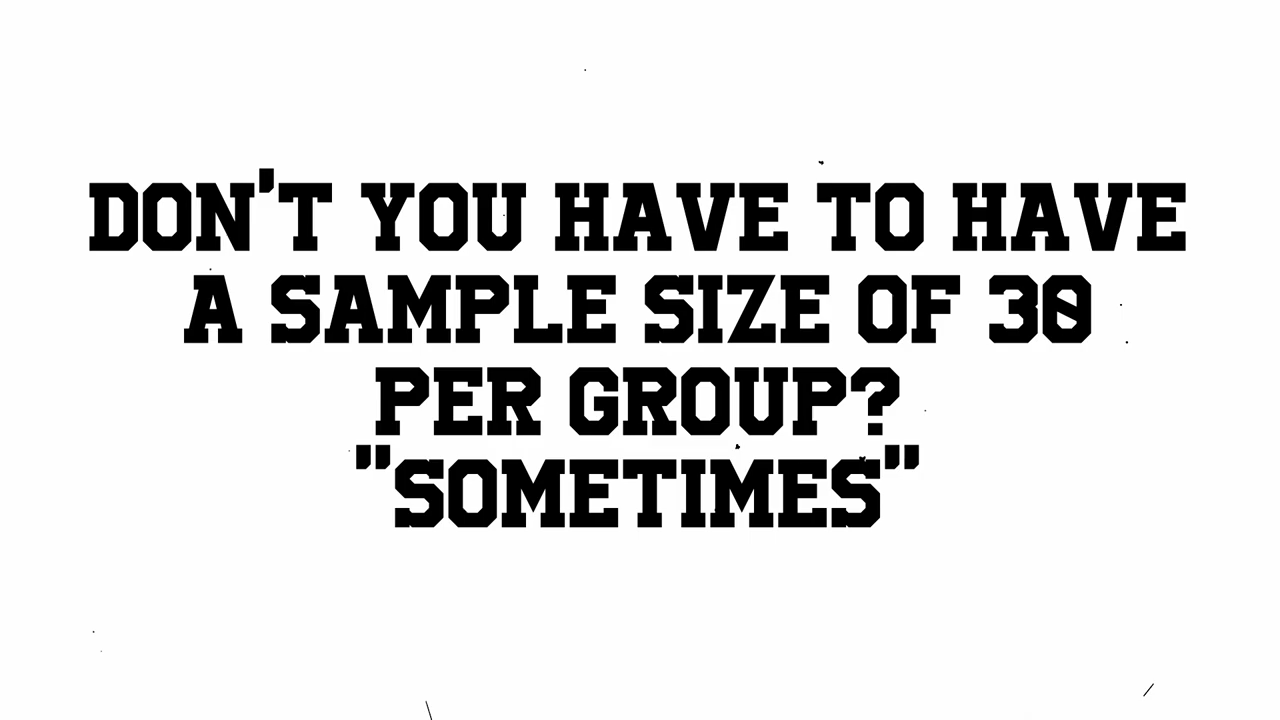 DON'T YOU HAVE TO HAVE
A SAMPLE SIZE OF 30
PER GROUP?
"SOMETIMES"